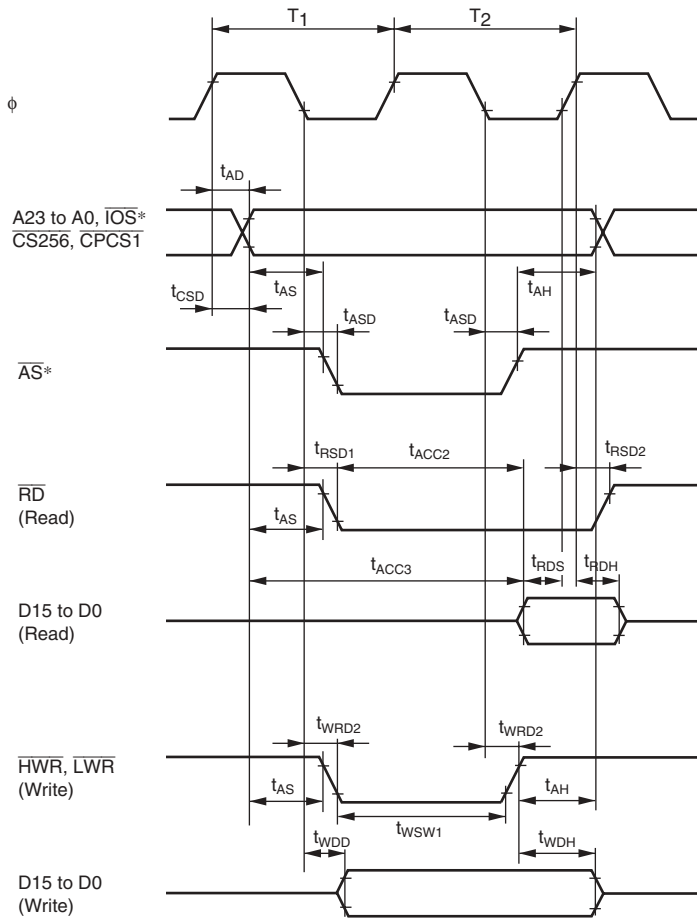 T1 T2
ϕ
tAD
A23 to A0, IOS*
CS256, CPCS1
tAS tAH
tCSD
tASD tASD
AS*
tRSD1 tACC2 tRSD2
RD
(Read)
tAS
tACC3 tRDS tRDH
D15 to D0
(Read)
tWRD2 tWRD2
HWR, LWR
(Write)
tAS tAH
tWSW1
tWDD tWDH
D15 to D0
(Write)